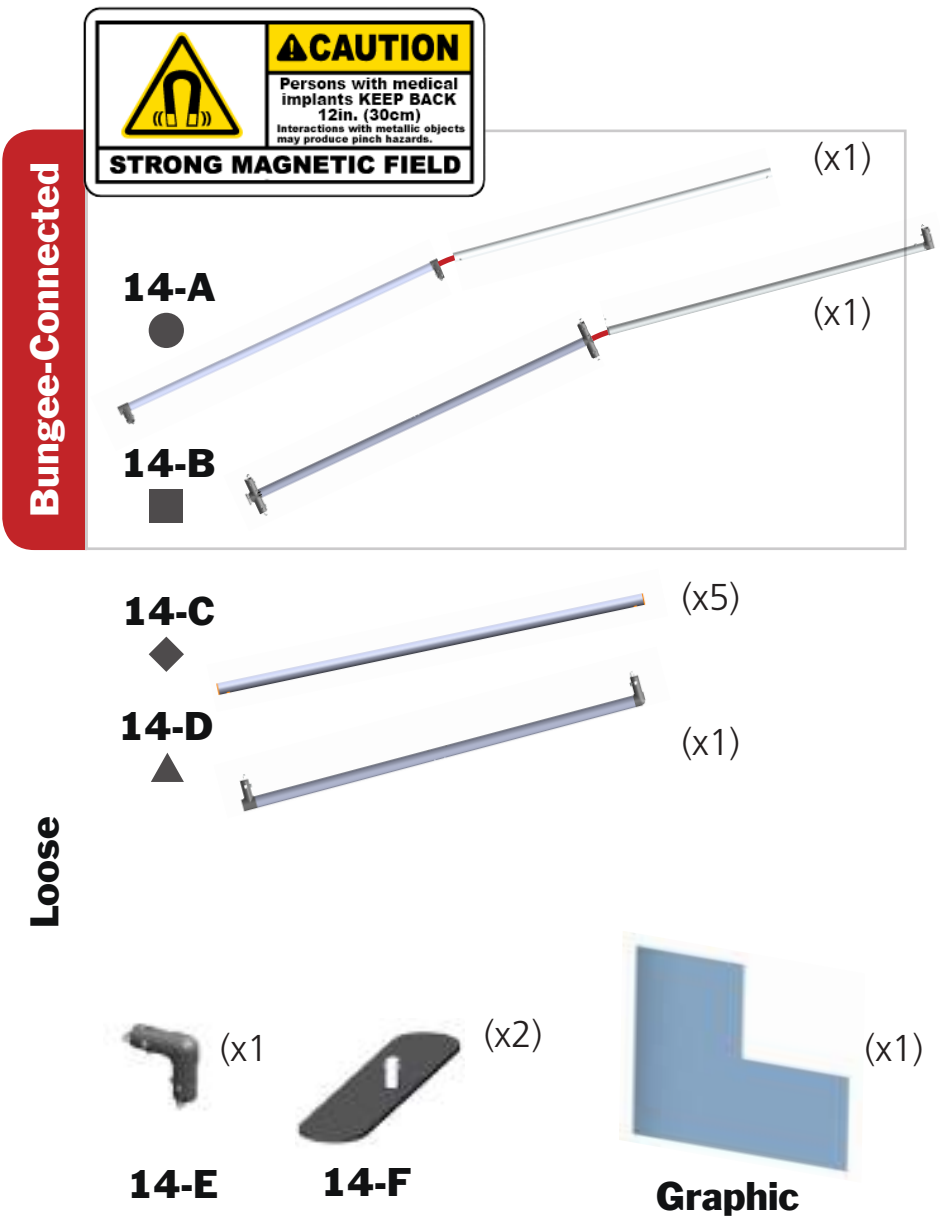 CAUTION
Persons with medical
implants KEEP BACK
12in. (30cm)
Interactions with metallic objects
may produce pinch hazards.
STRONG MAGNETIC FIELD
Bungee-Connected
(x1)
14-A
(x1)
14-B
14-C
(x5)
14-D
(x1)
Loose
(x1
(x2)
(x1)
14-E
14-F
Graphic